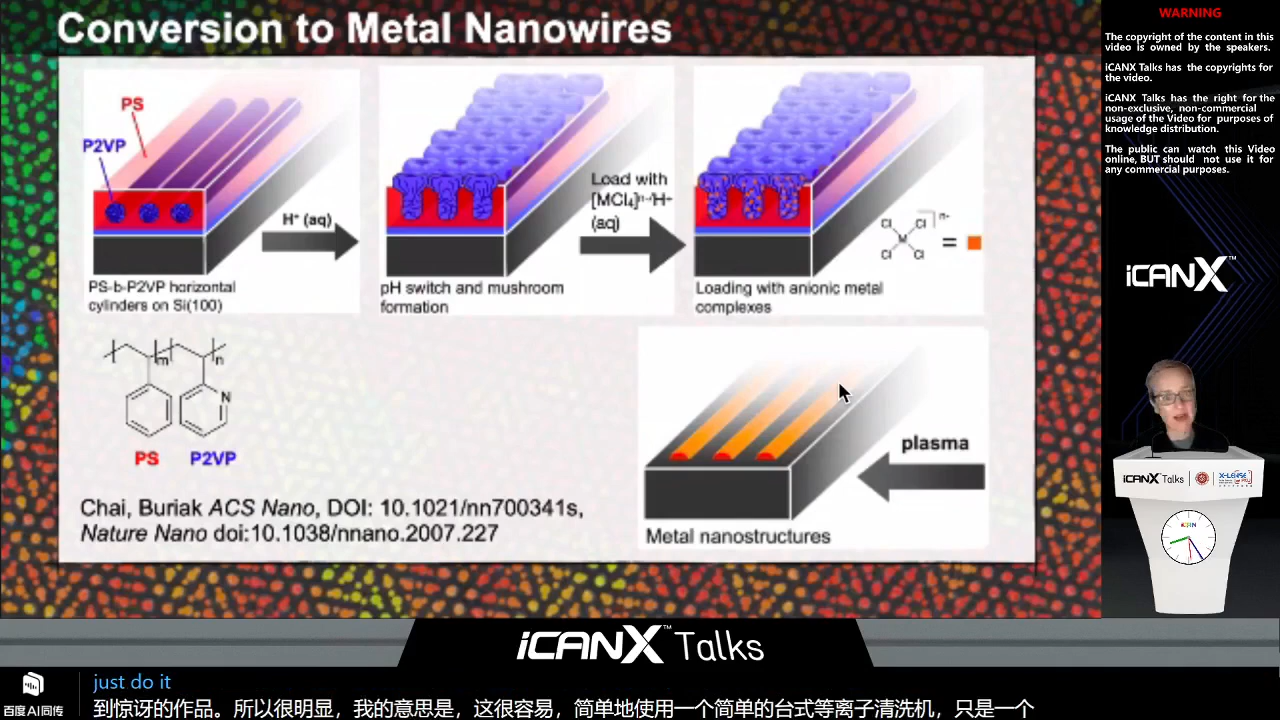 Conversion to Metal Nanowires
PS
P2VP
H⁺ (aq)
PS-b-P2VP horizontal
cylinders on Si(100)
pH switch and mushroom
formation
Load with
[MCl₄]ⁿ⁻/H⁺
(aq)
Cl
Cl
M
Cl
Cl
n-
=
Loading with anionic metal
complexes
m
n
N
PS
P2VP
plasma
Metal nanostructures
Chai, Buriak ACS Nano, DOI: 10.1021/nn700341s,
Nature Nano doi:10.1038/nnano.2007.227
WARNING
The copyright of the content in this
video is owned by the speakers.
iCANX Talks has the copyrights for
the video.
iCANX Talks has the right for the
non-exclusive, non-commercial
usage of the Video for purposes of
knowledge distribution.
The public can watch this Video
online, BUT should not use it for
any commercial purposes.
iCANX™
iCANX Talks
X-LENSE
iCANX™ Talks
just do it
到惊讶的作品。所以很明显，我的意思是，这很容易，简单地使用一个简单的台式等离子清洗机，只是一个
百度AI同传